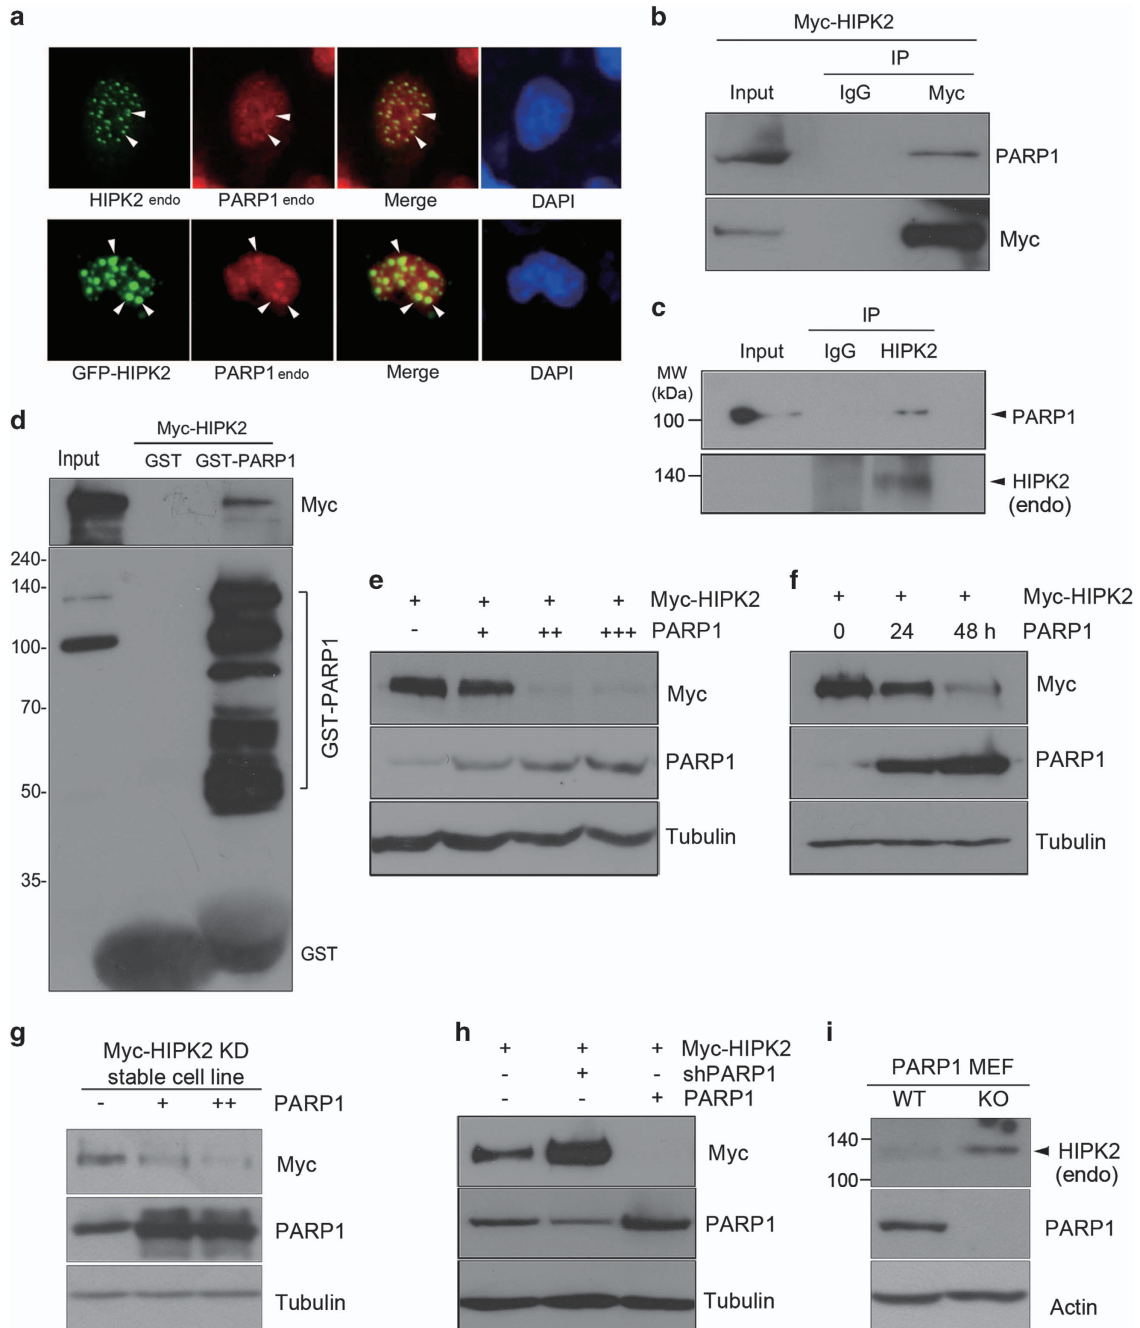 a
HIPK2 endo PARP1 endo Merge DAPI
GFP-HIPK2 PARP1 endo Merge DAPI
b
Myc-HIPK2
IP
Input IgG Myc
PARP1
Myc
c
IP
Input IgG HIPK2
MW
(kDa)
100
PARP1
140
HIPK2
(endo)
d
Myc-HIPK2
Input GST GST-PARP1
Myc
240-
140-
100-
70-
50-
35-
GST-PARP1
GST
e
+ + + + Myc-HIPK2
- + ++ +++ PARP1
Myc
PARP1
Tubulin
f
+ + + Myc-HIPK2
0 24 48 h PARP1
Myc
PARP1
Tubulin
g
Myc-HIPK2 KD
stable cell line
- + ++ PARP1
Myc
PARP1
Tubulin
h
+ + + Myc-HIPK2
- + - shPARP1
- - + PARP1
Myc
PARP1
Tubulin
i
PARP1 MEF
WT KO
140
100
HIPK2
(endo)
PARP1
Actin